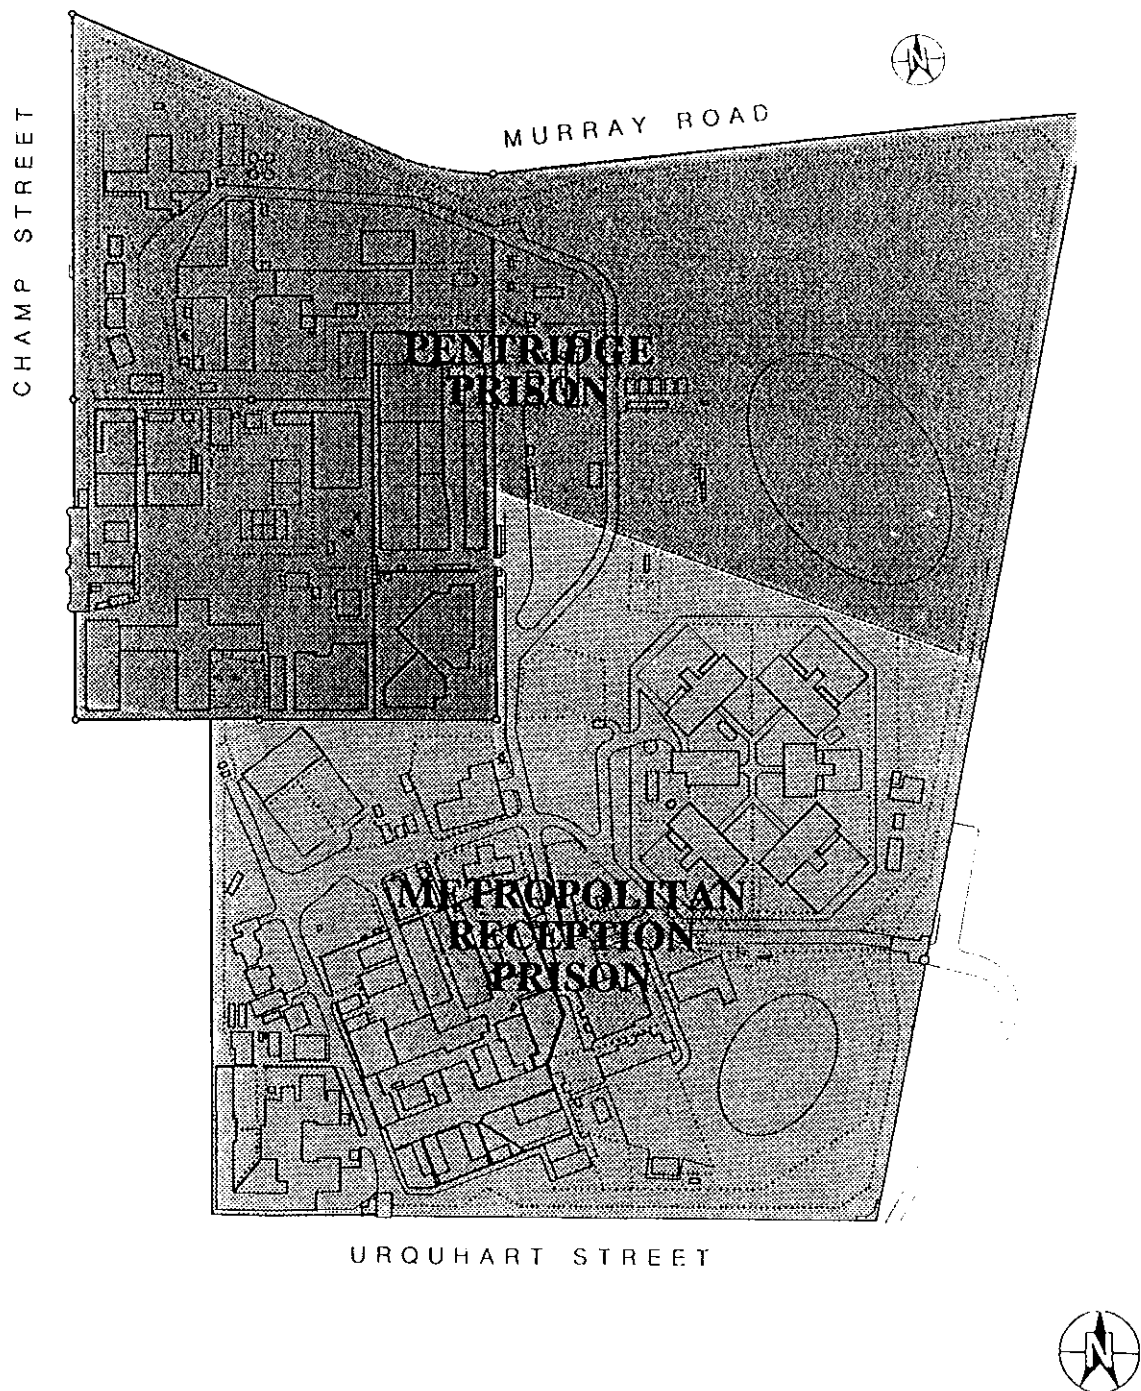 N
MURRAY ROAD
CHAMP STREET
PENTRIDGE
PRISON
METROPOLITAN
RECEPTION
PRISON
URQUHART STREET
N